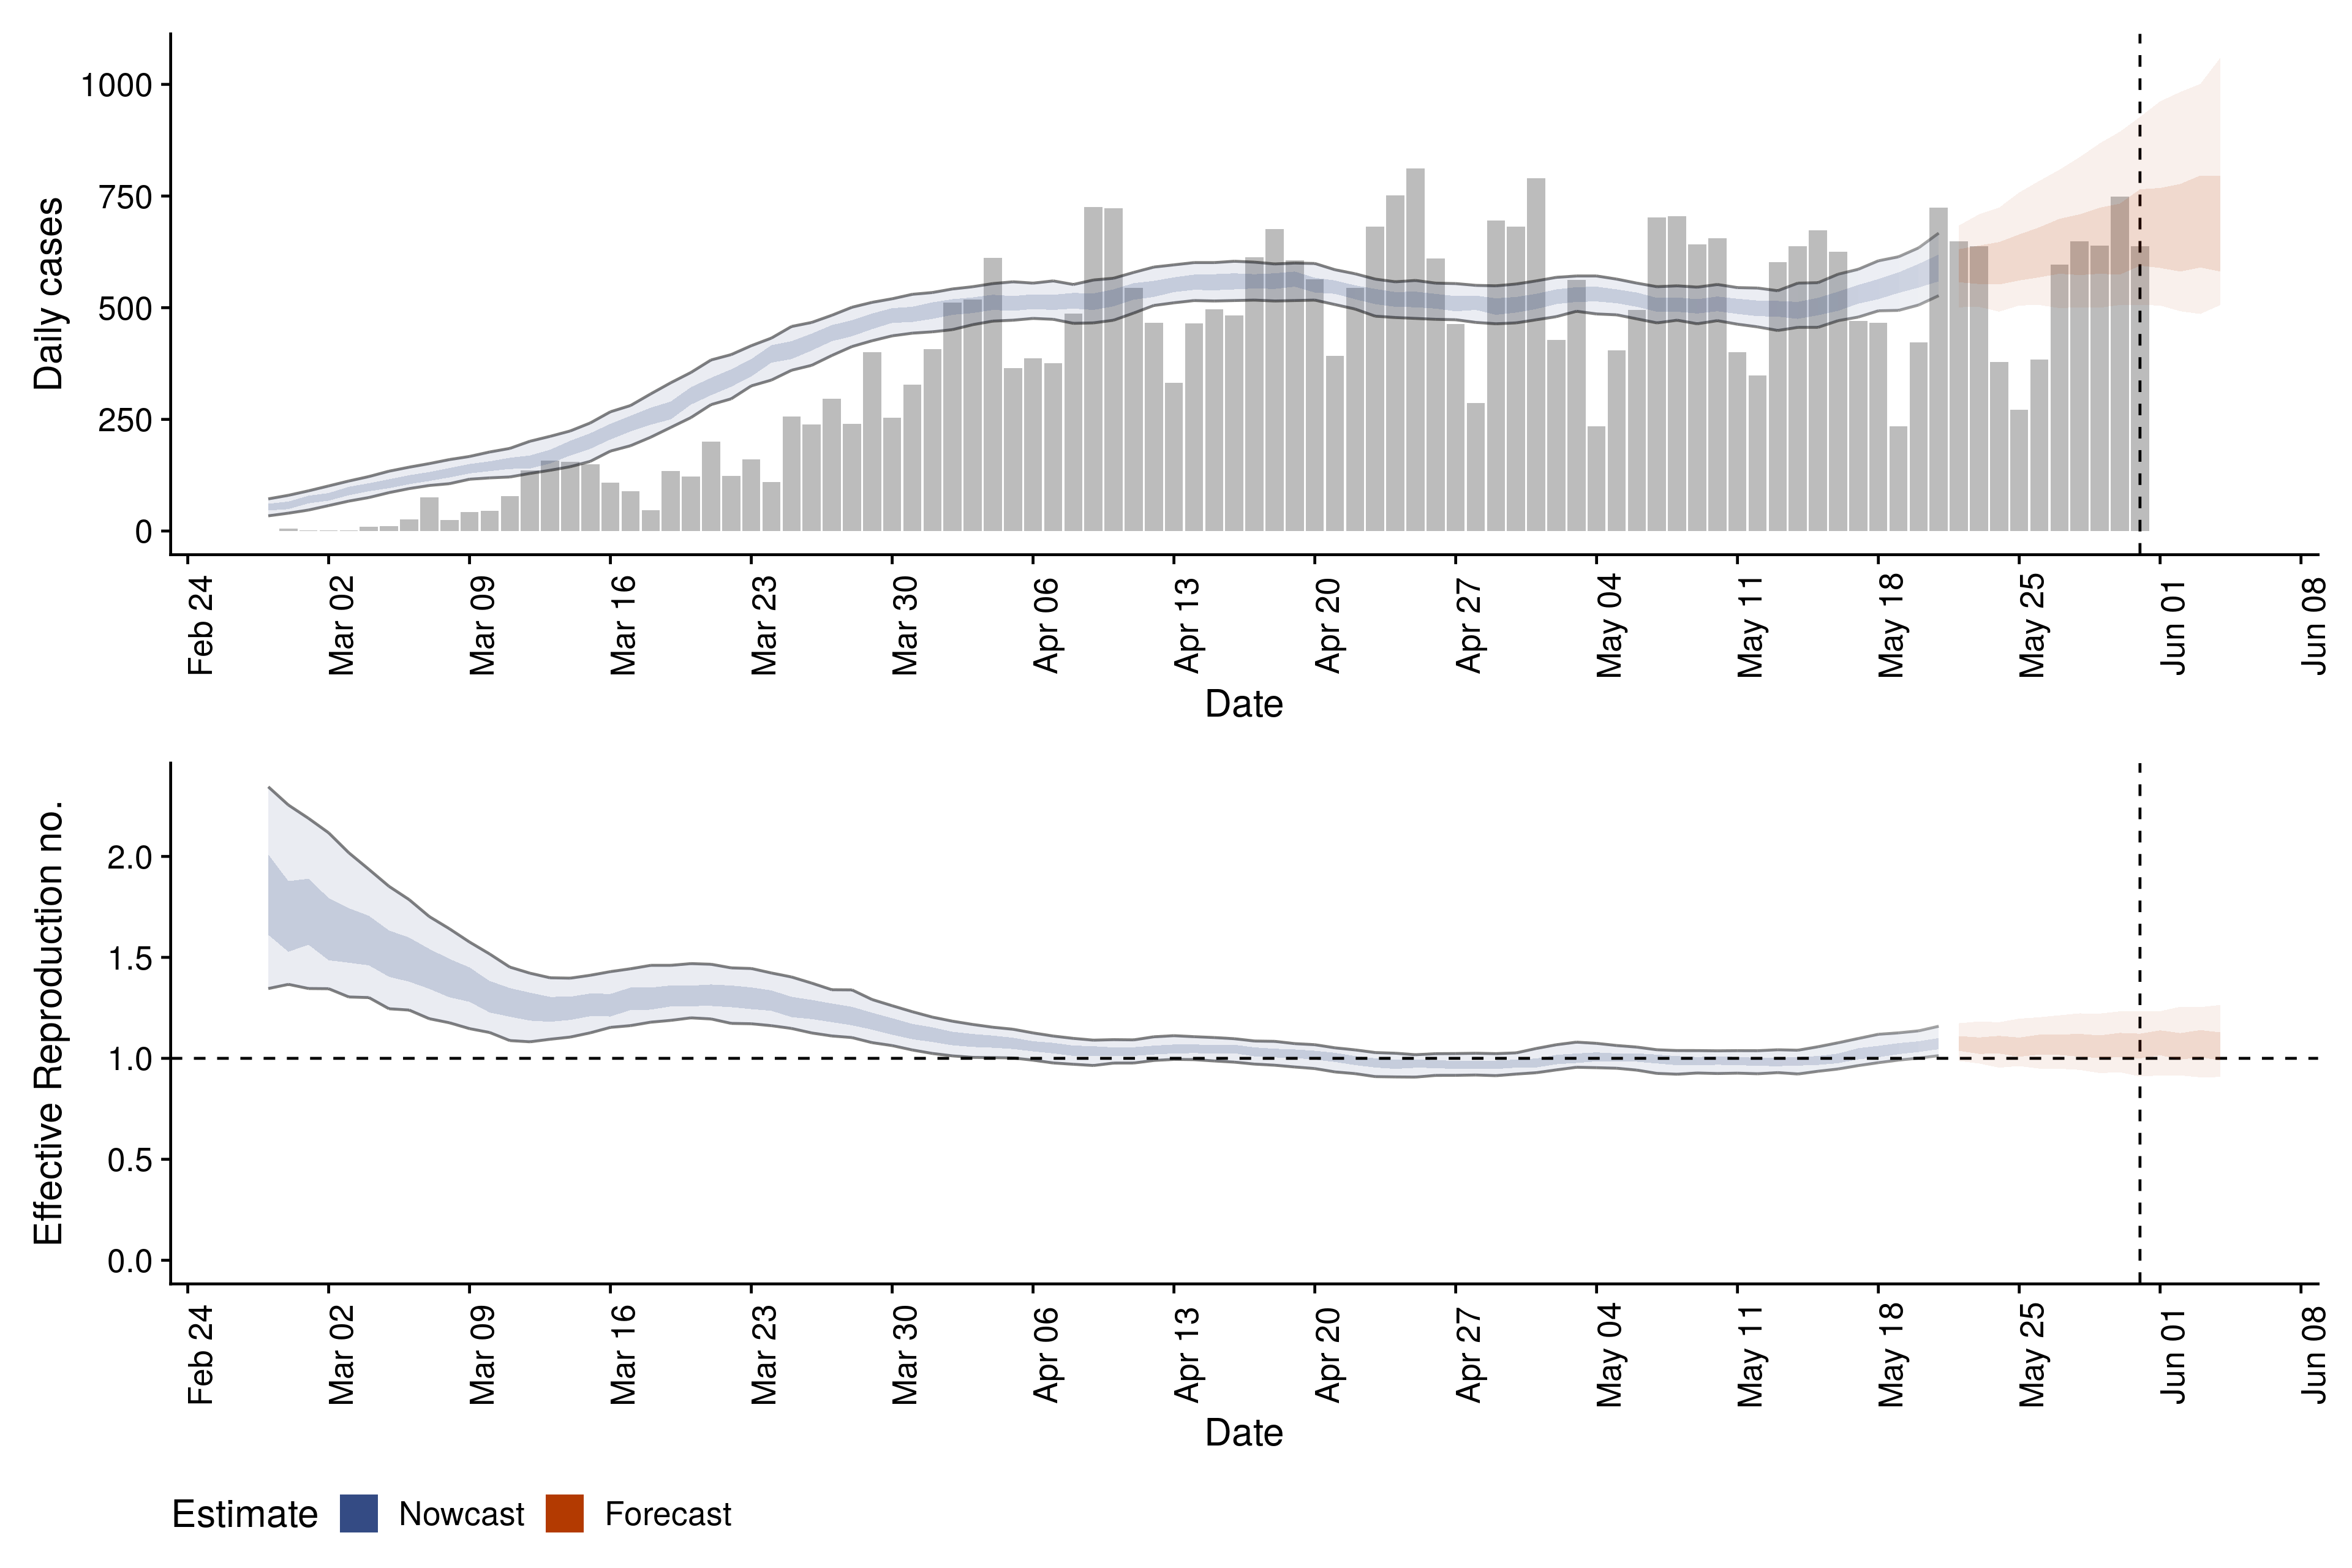 Daily cases
1000
750
500
250
0
Feb 24
Mar 02
Mar 09
Mar 16
Mar 23
Mar 30
Apr 06
Apr 13
Apr 20
Apr 27
May 04
May 11
May 18
May 25
Jun 01
Jun 08
Date
Effective Reproduction no.
2.0
1.5
1.0
0.5
0.0
Feb 24
Mar 02
Mar 09
Mar 16
Mar 23
Mar 30
Apr 06
Apr 13
Apr 20
Apr 27
May 04
May 11
May 18
May 25
Jun 01
Jun 08
Date
Estimate Nowcast Forecast